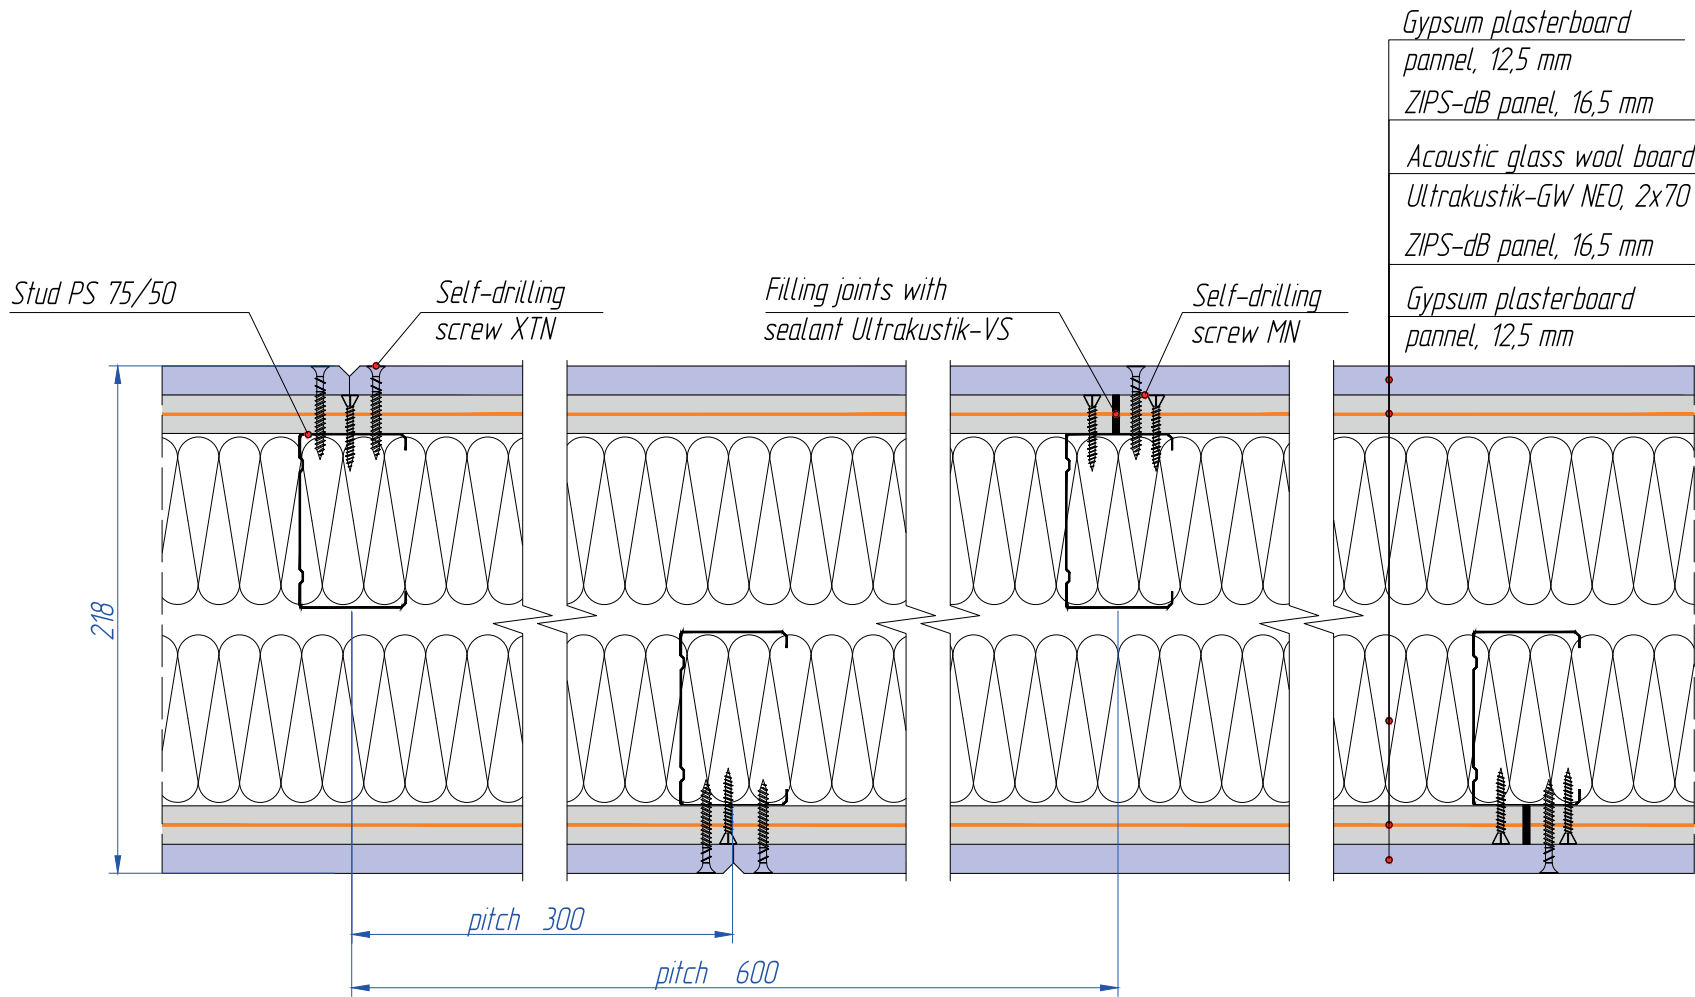 Gypsum plasterboard
pannel, 12,5 mm
ZIPS-dB panel, 16,5 mm
Acoustic glass wool board
Ultrakustik-GW NEO, 2x70
ZIPS-dB panel, 16,5 mm
Gypsum plasterboard
pannel, 12,5 mm
Stud PS 75/50
Self-drilling
screw XTN
Filling joints with
sealant Ultrakustik-VS
Self-drilling
screw MN
218
pitch 300
pitch 600